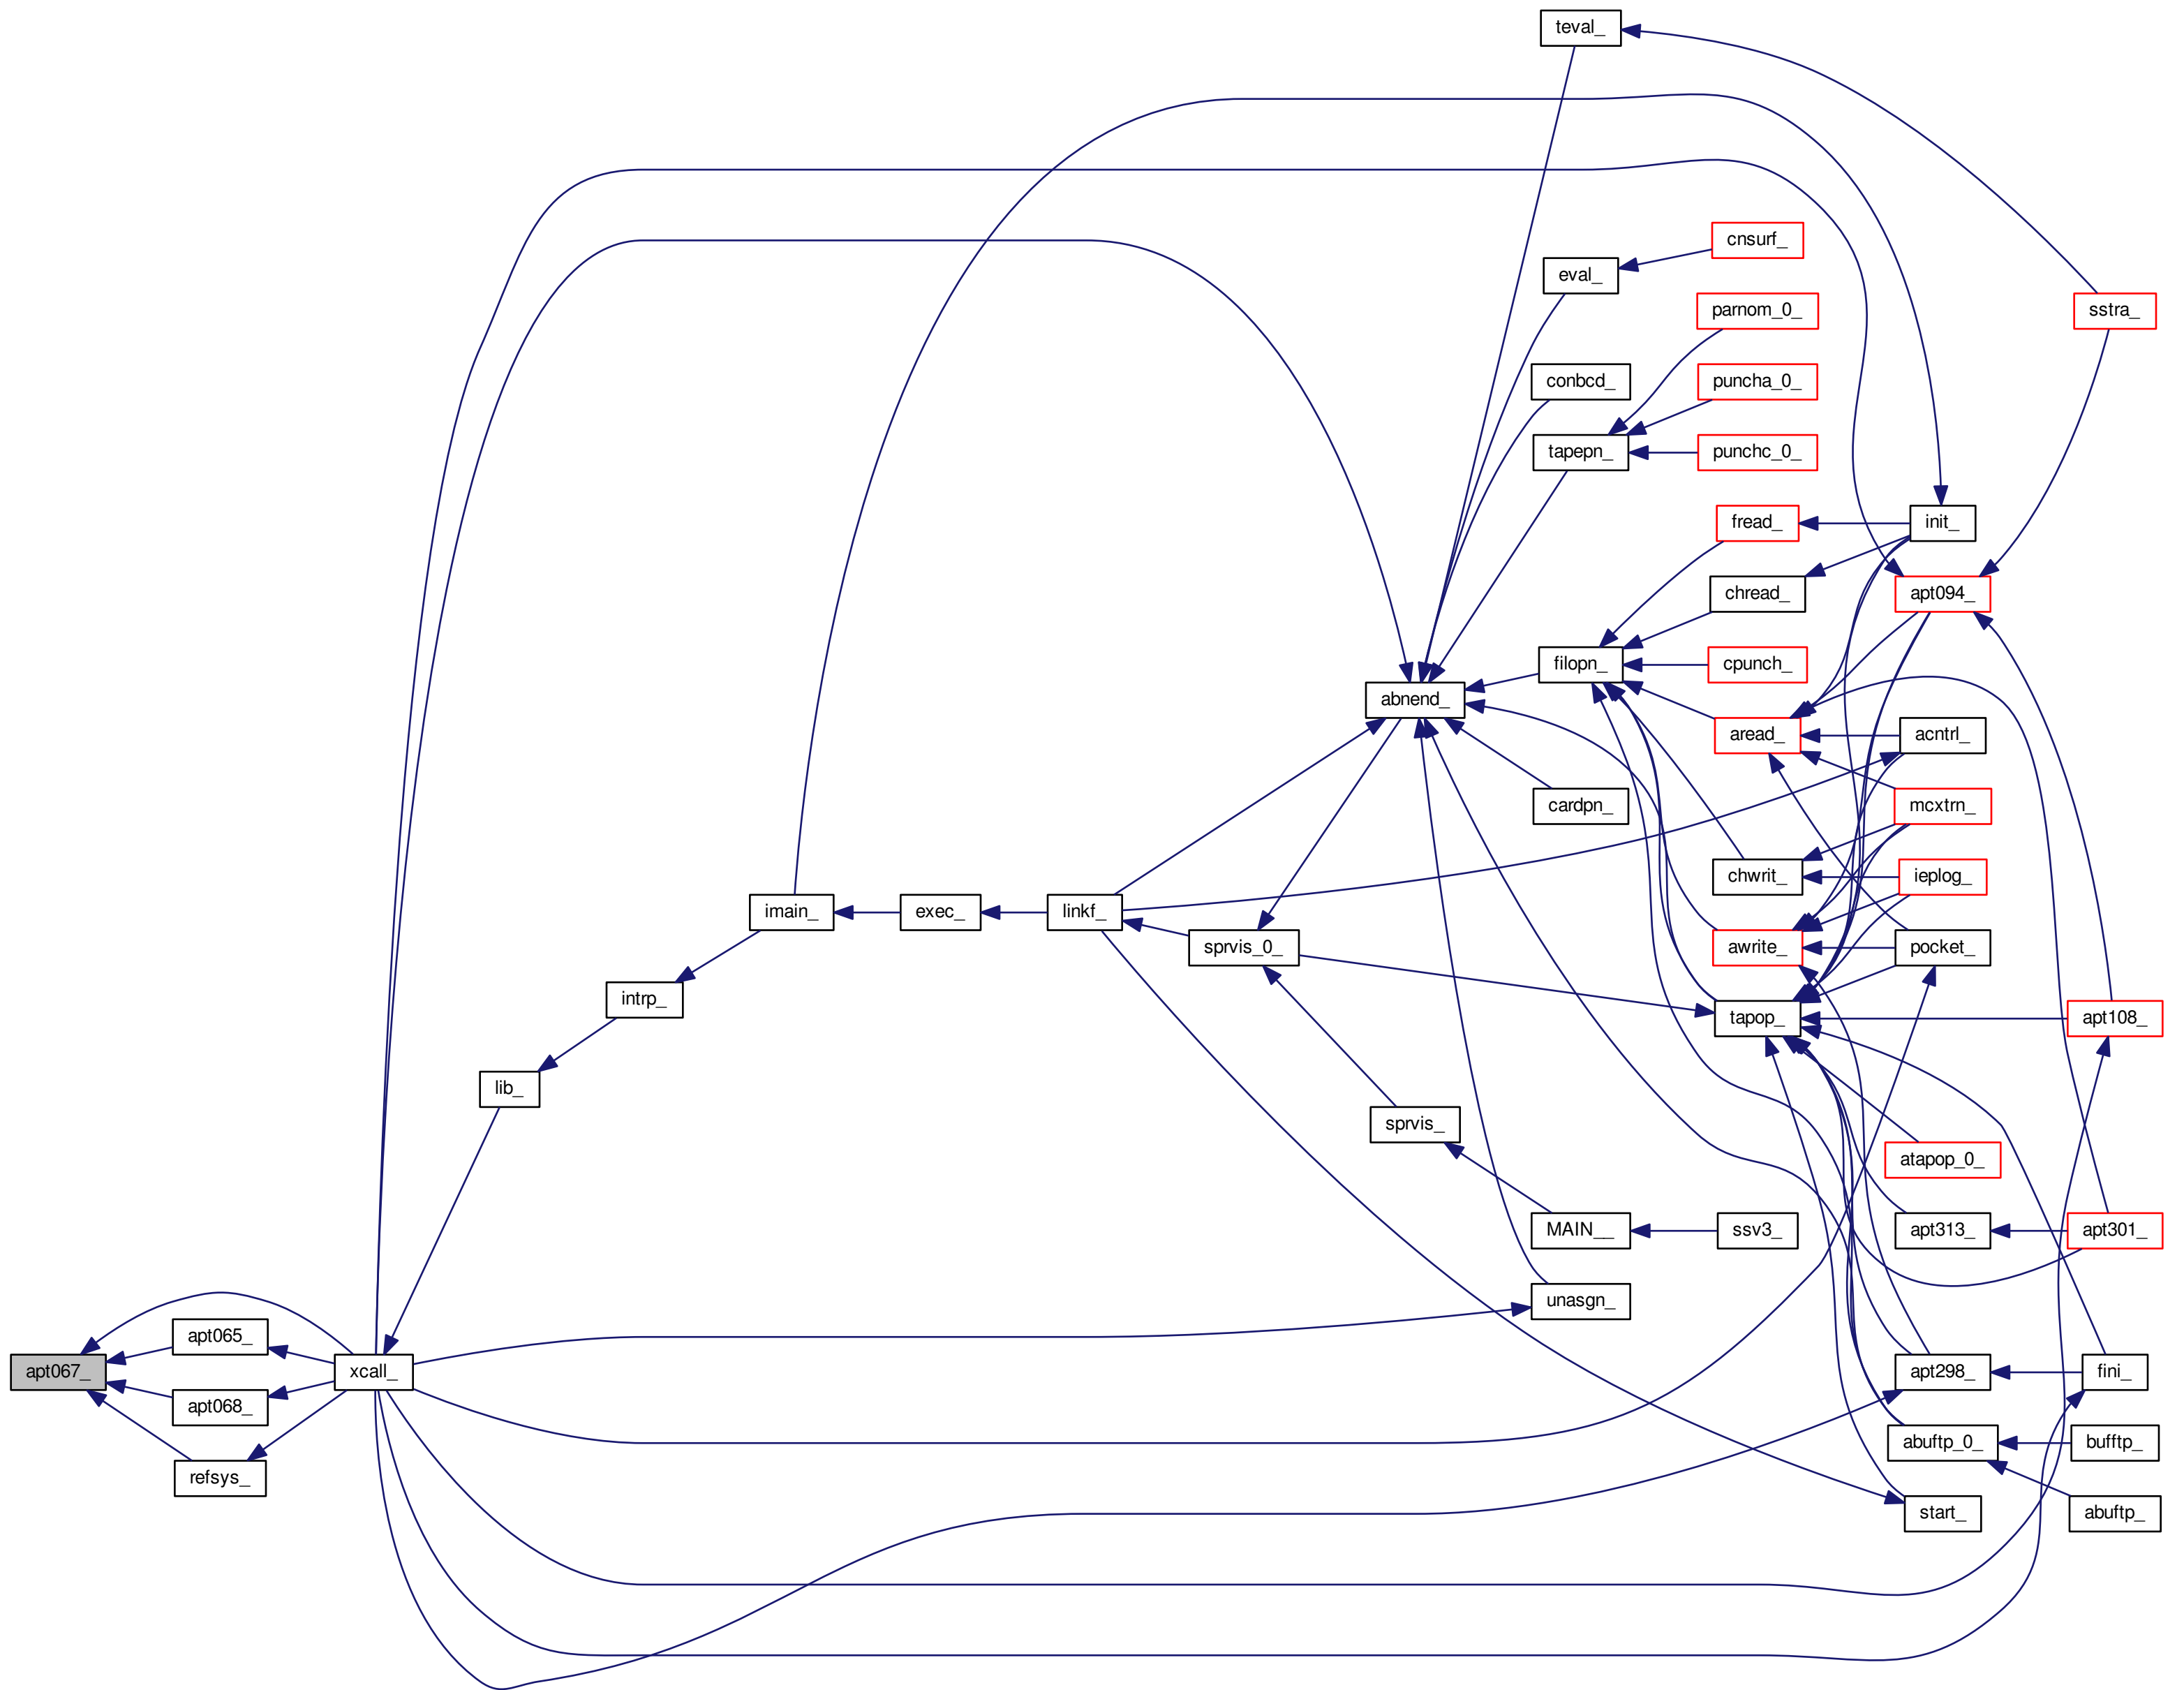 teval_
cnsurf_
eval_
parnom_0_
sstra_
conbcd_
puncha_0_
tapepn_
punchc_0_
fread_
init_
chread_
apt094_
filopn_
cpunch_
abnend_
aread_
acntrl_
cardpn_
mcxtrn_
chwrit_
ieplog_
imain_
exec_
linkf_
sprvis_0_
awrite_
pocket_
intrp_
tapop_
apt108_
lib_
sprvis_
atapop_0_
MAIN__
ssv3_
apt313_
apt301_
unasgn_
apt065_
apt067_
xcall_
apt298_
fini_
apt068_
abuftp_0_
bufftp_
refsys_
start_
abuftp_